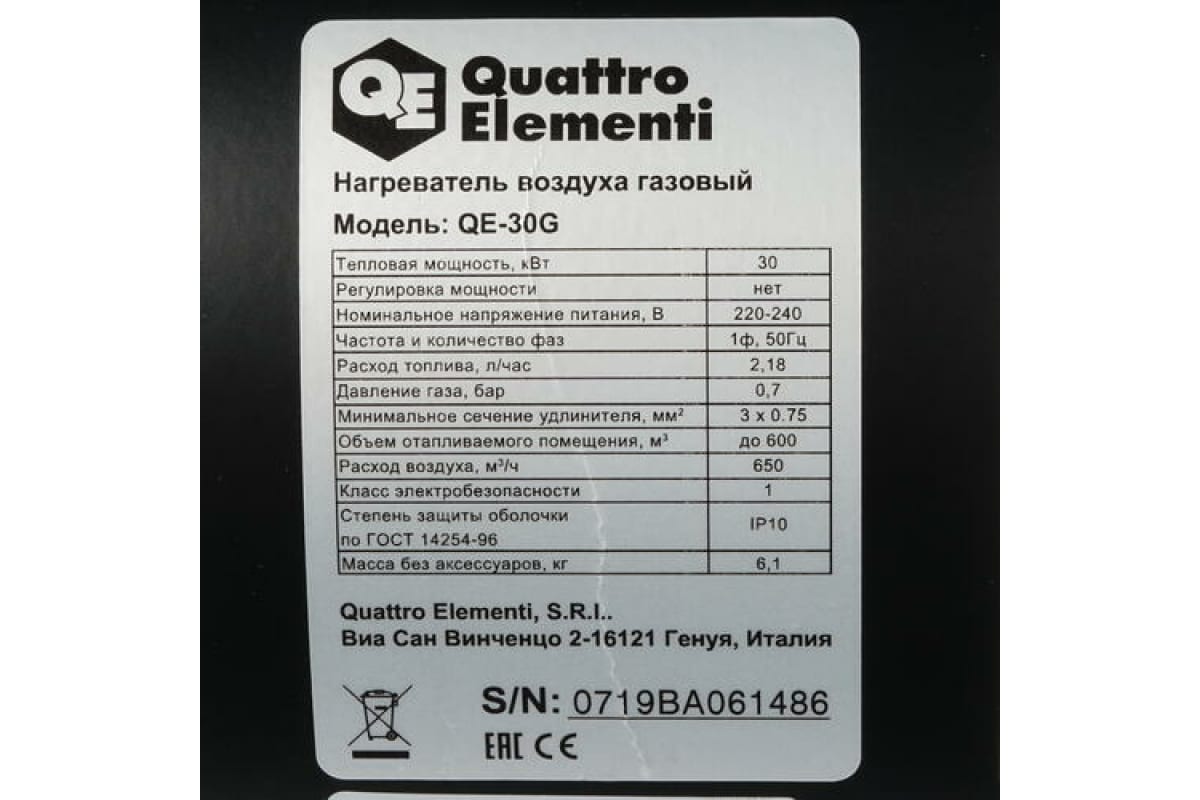 QE Quattro
Elementi
Нагреватель воздуха газовый
Модель: QE-30G
Тепловая мощность, кВт 30
Регулировка мощности нет
Номинальное напряжение питания, В 220-240
Частота и количество фаз 1ф, 50Гц
Расход топлива, л/час 2,18
Давление газа, бар 0,7
Минимальное сечение удлинителя, мм² 3 x 0.75
Объем отапливаемого помещения, м³ до 600
Расход воздуха, м³/ч 650
Класс электробезопасности 1
Степень защиты оболочки
по ГОСТ 14254-96 IP10
Масса без аксессуаров, кг 6,1
Quattro Elementi, S.R.I..
Виа Сан Винченцо 2-16121 Генуя, Италия
S/N: 0719BA061486
EAC CE